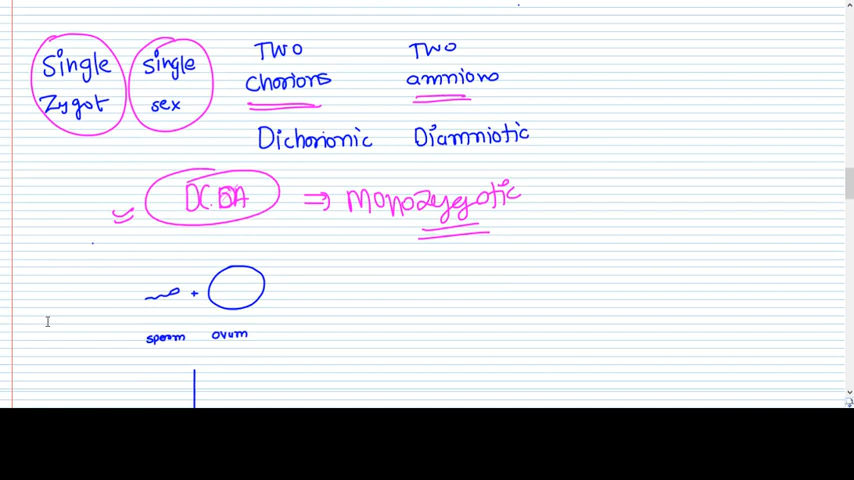 Single single TWO TWO
Zygot sex chorions amnions
Dichorionic Diamniotic
DC.DA ⇒ Monozygotic
+
sperm ovum